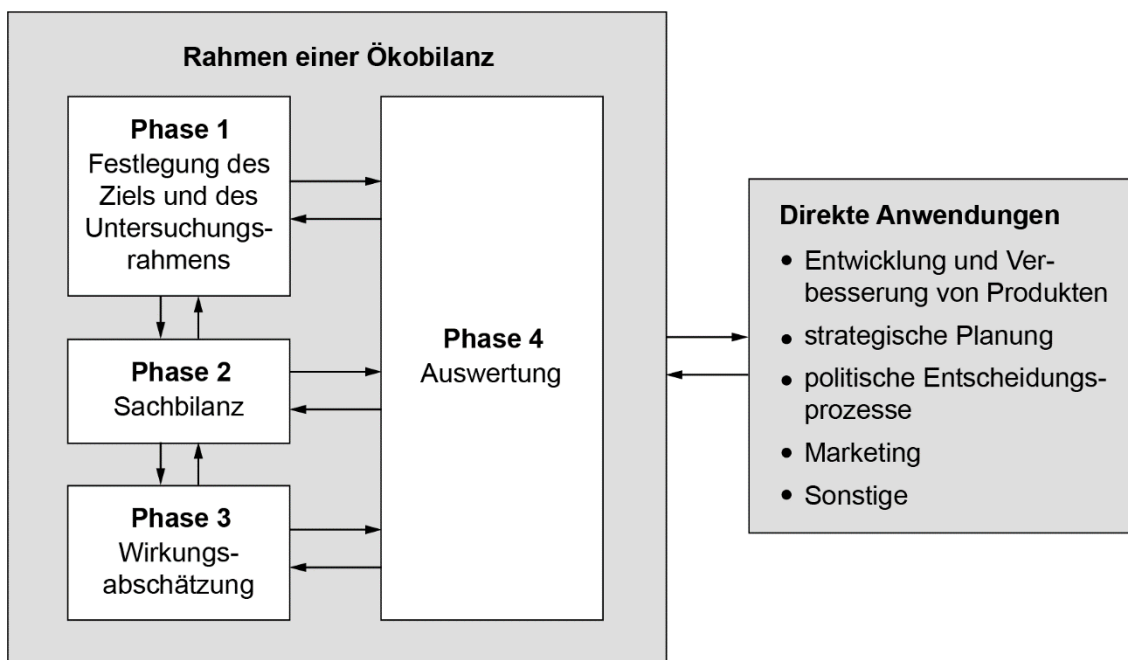 Rahmen einer Ökobilanz
Phase 1
Festlegung des
Ziels und des
Untersuchungs-
rahmens
Phase 2
Sachbilanz
Phase 3
Wirkungs-
abschätzung
Phase 4
Auswertung
Direkte Anwendungen
• Entwicklung und Ver-
besserung von Produkten
• strategische Planung
• politische Entscheidungs-
prozesse
• Marketing
• Sonstige